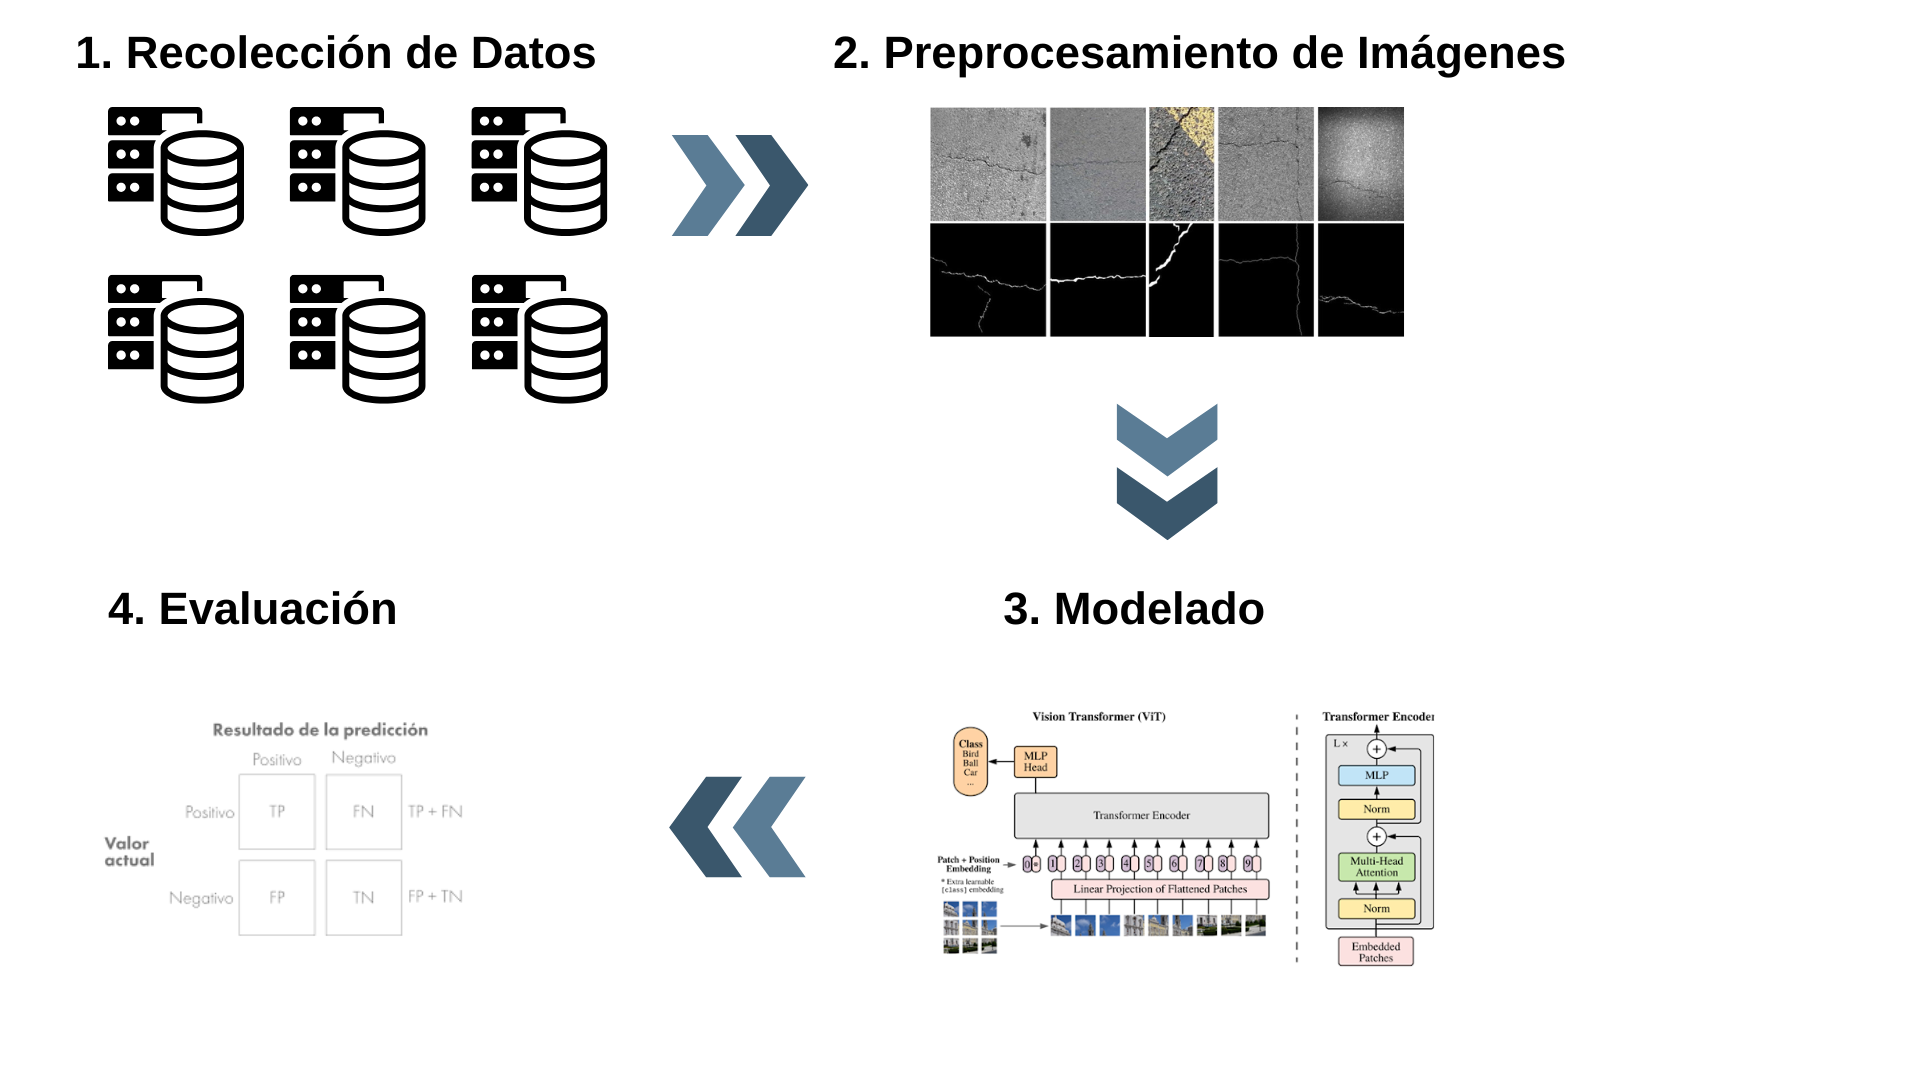 1. Recolección de Datos
2. Preprocesamiento de Imágenes
4. Evaluación
3. Modelado
Resultado de la predicción
Positivo
Negativo
Positivo
TP
FN
TP + FN
Valor
actual
Negativo
FP
TN
FP + TN
Vision Transformer (ViT)
Class
Bird
Ball
Car
...
MLP
Head
Transformer Encoder
Patch + Position
Embedding
* Extra learnable
[class] embedding
0 *
1
2
3
4
5
6
7
8
9
Linear Projection of Flattened Patches
Transformer Encoder
L ×
+
MLP
Norm
+
Multi-Head
Attention
Norm
Embedded
Patches